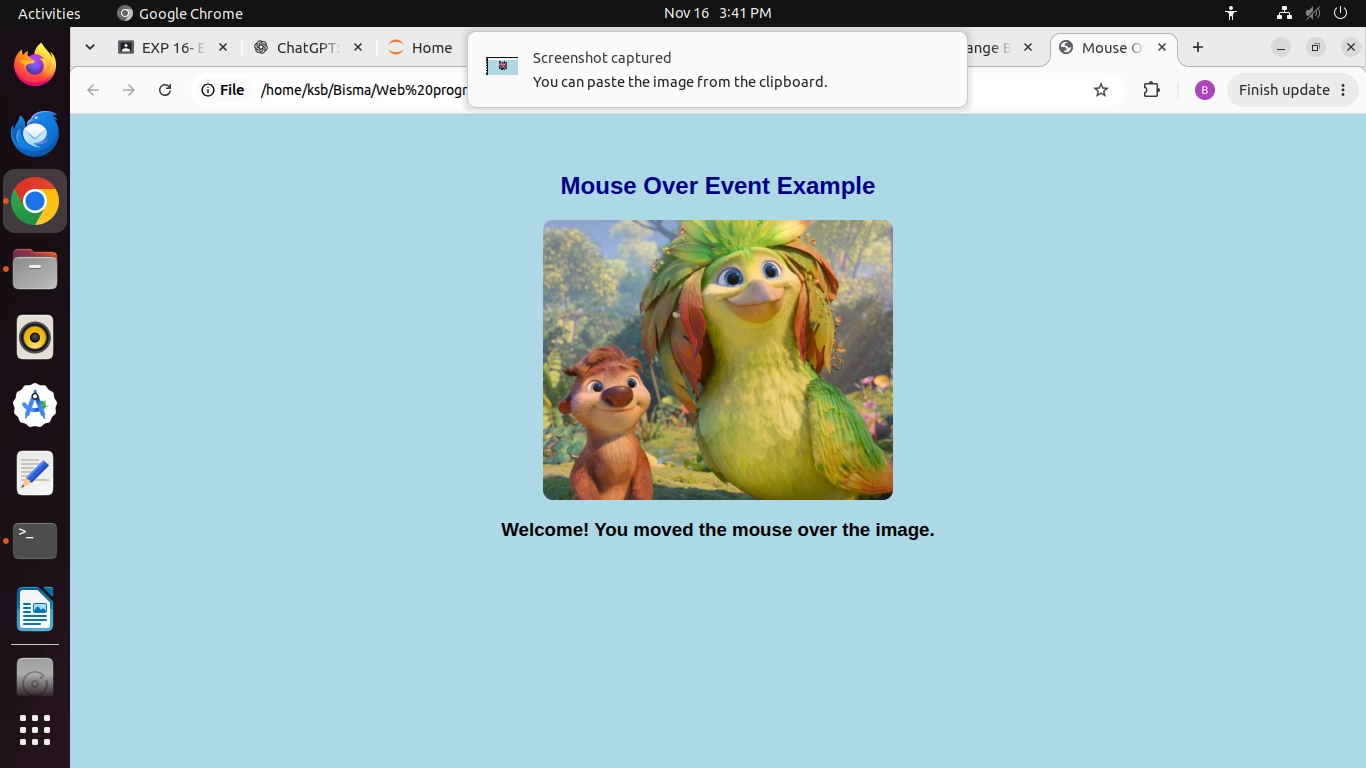 Activities Google Chrome Nov 16 3:41 PM
EXP 16- E ChatGPT: Home ange B Mouse O
Screenshot captured
You can paste the image from the clipboard.
File /home/ksb/Bisma/Web%20progr B Finish update
Mouse Over Event Example
Welcome! You moved the mouse over the image.
>_